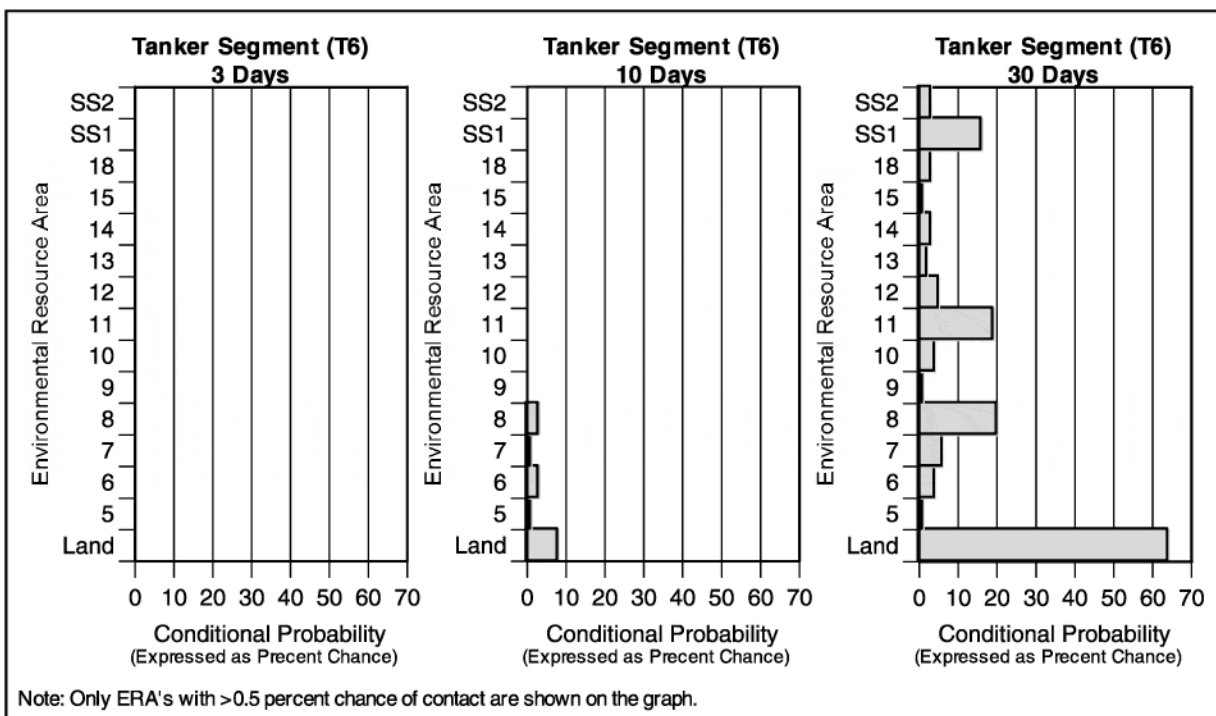 Tanker Segment (T6)
3 Days
Environmental Resource Area
SS2
SS1
18
15
14
13
12
11
10
9
8
7
6
5
Land
0 10 20 30 40 50 60 70
Conditional Probability
(Expressed as Precent Chance)
Tanker Segment (T6)
10 Days
Environmental Resource Area
SS2
SS1
18
15
14
13
12
11
10
9
8
7
6
5
Land
0 10 20 30 40 50 60 70
Conditional Probability
(Expressed as Precent Chance)
Tanker Segment (T6)
30 Days
Environmental Resource Area
SS2
SS1
18
15
14
13
12
11
10
9
8
7
6
5
Land
0 10 20 30 40 50 60 70
Conditional Probability
(Expressed as Precent Chance)
Note: Only ERA's with >0.5 percent chance of contact are shown on the graph.